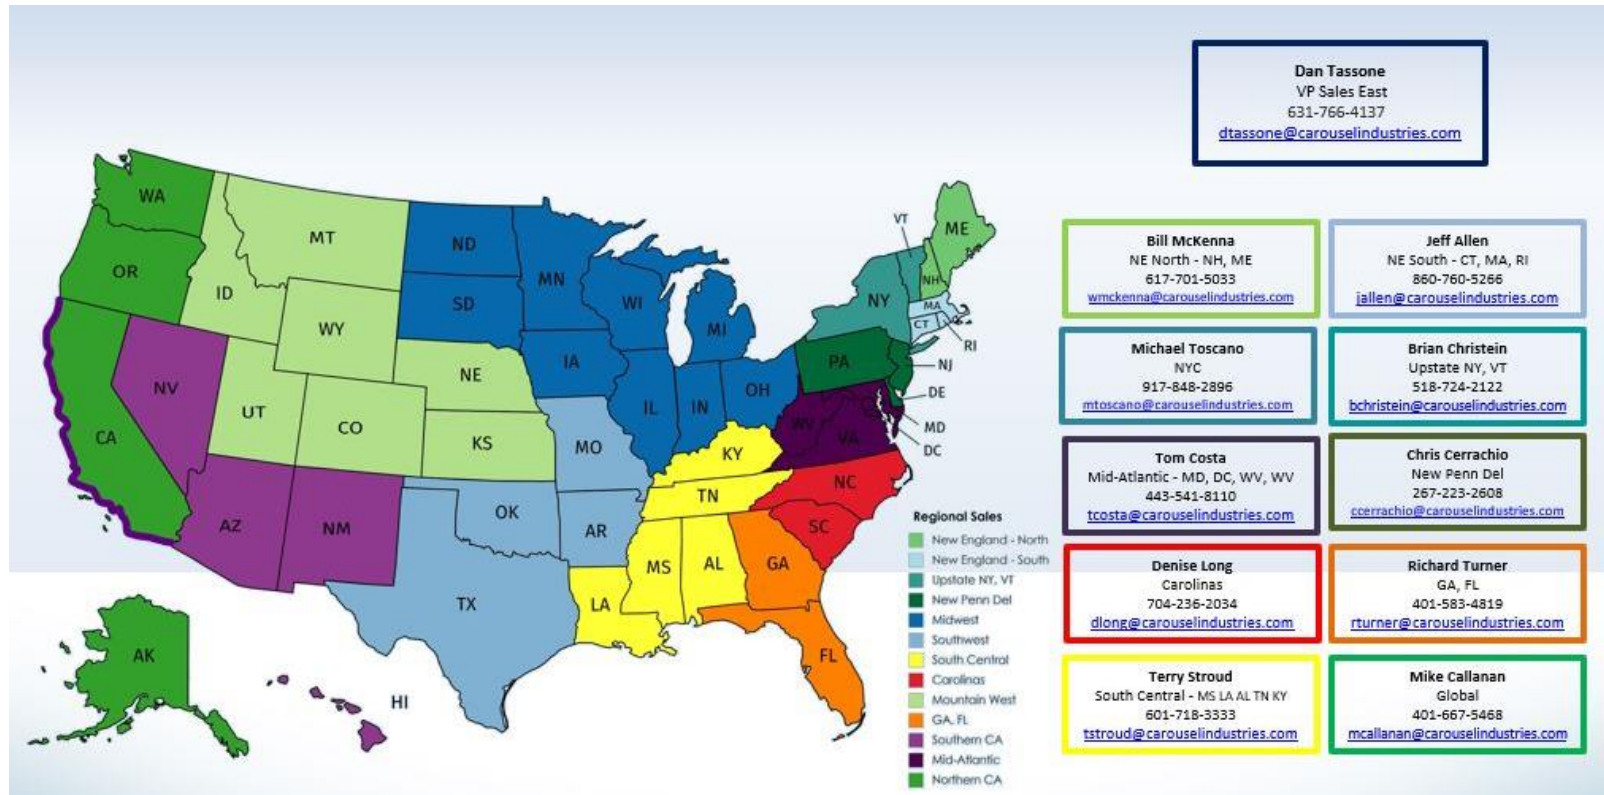 Dan Tassone
VP Sales East
631-766-4137
dtassone@carouselindustries.com
Bill McKenna
NE North - NH, ME
617-701-5033
wmckenna@carouselindustries.com
Jeff Allen
NE South - CT, MA, RI
860-760-5266
jallen@carouselindustries.com
Michael Toscano
NYC
917-848-2896
mtoscano@carouselindustries.com
Brian Christein
Upstate NY, VT
518-724-2122
bchristein@carouselindustries.com
Tom Costa
Mid-Atlantic - MD, DC, WV, WV
443-541-8110
tcosta@carouselindustries.com
Chris Cerrachio
New Penn Del
267-223-2608
ccerrachio@carouselindustries.com
Denise Long
Carolinas
704-236-2034
dlong@carouselindustries.com
Richard Turner
GA, FL
401-583-4819
rturner@carouselindustries.com
Terry Stroud
South Central - MS LA AL TN KY
601-718-3333
tstroud@carouselindustries.com
Mike Callanan
Global
401-667-5468
mcallanan@carouselindustries.com
WA
OR
CA
NV
ID
MT
WY
UT
CO
AZ
NM
ND
SD
NE
KS
OK
TX
MN
IA
MO
AR
LA
WI
IL
MI
IN
OH
KY
TN
MS
AL
GA
FL
SC
NC
VA
WV
PA
NY
VT
NH
ME
MA
CT
RI
NJ
DE
MD
DC
AK
HI
Regional Sales
New England - North
New England - South
Upstate NY, VT
New Penn Del
Midwest
Southwest
South Central
Carolinas
Mountain West
GA, FL
Southern CA
Mid-Atlantic
Northern CA